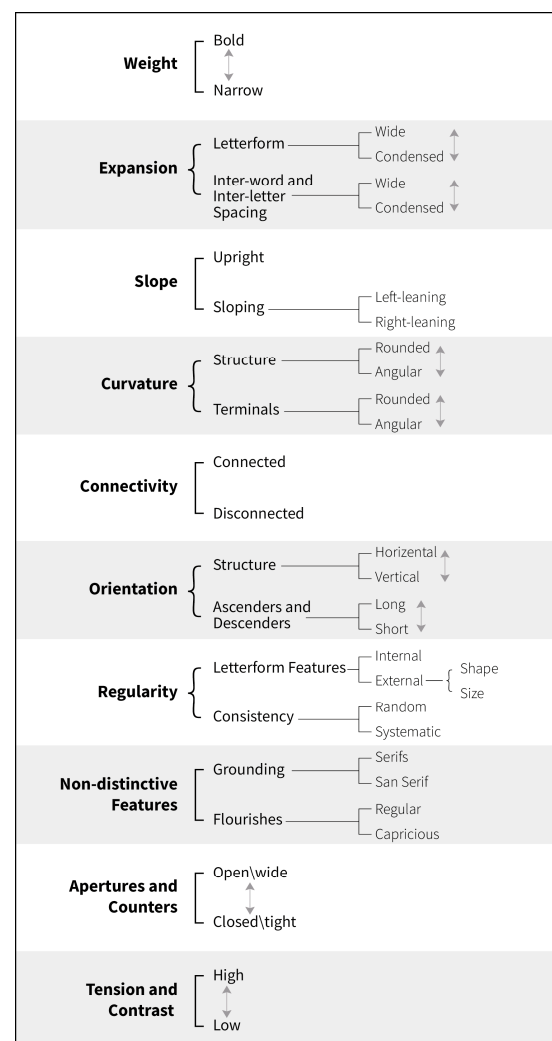 Weight
Bold
Narrow
Expansion
Letterform
Wide
Condensed
Inter-word and
Inter-letter
Spacing
Wide
Condensed
Slope
Upright
Sloping
Left-leaning
Right-leaning
Curvature
Structure
Rounded
Angular
Terminals
Rounded
Angular
Connectivity
Connected
Disconnected
Orientation
Structure
Horizental
Vertical
Ascenders and
Descenders
Long
Short
Regularity
Letterform Features
Internal
External
Shape
Size
Consistency
Random
Systematic
Non-distinctive
Features
Grounding
Serifs
San Serif
Flourishes
Regular
Capricious
Apertures and
Counters
Open\wide
Closed\tight
Tension and
Contrast
High
Low